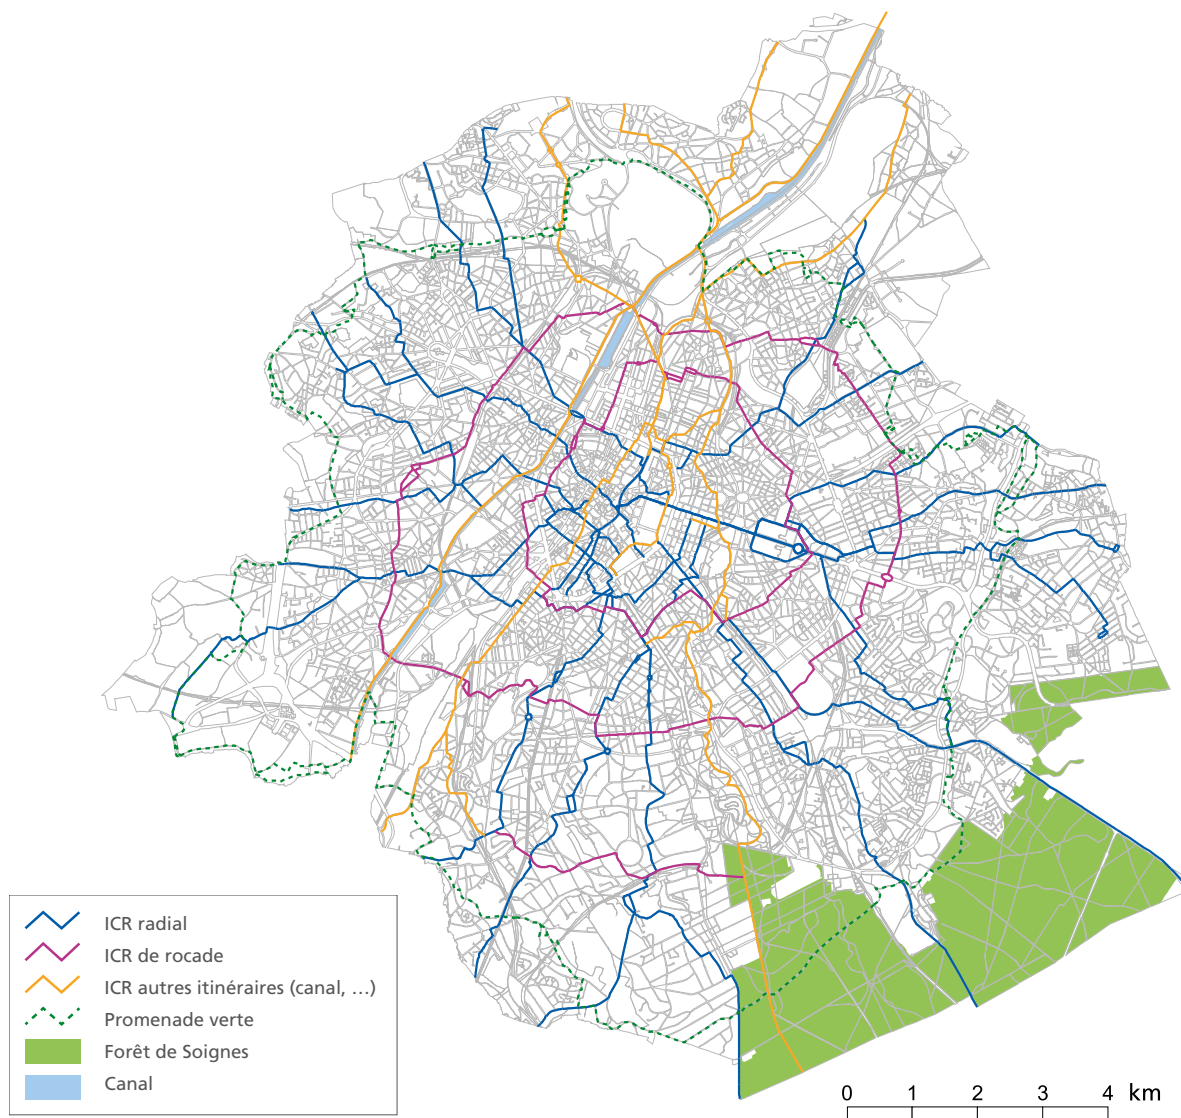 ICR radial
ICR de rocade
ICR autres itinéraires (canal, ...)
Promenade verte
Forêt de Soignes
Canal
0 1 2 3 4 km